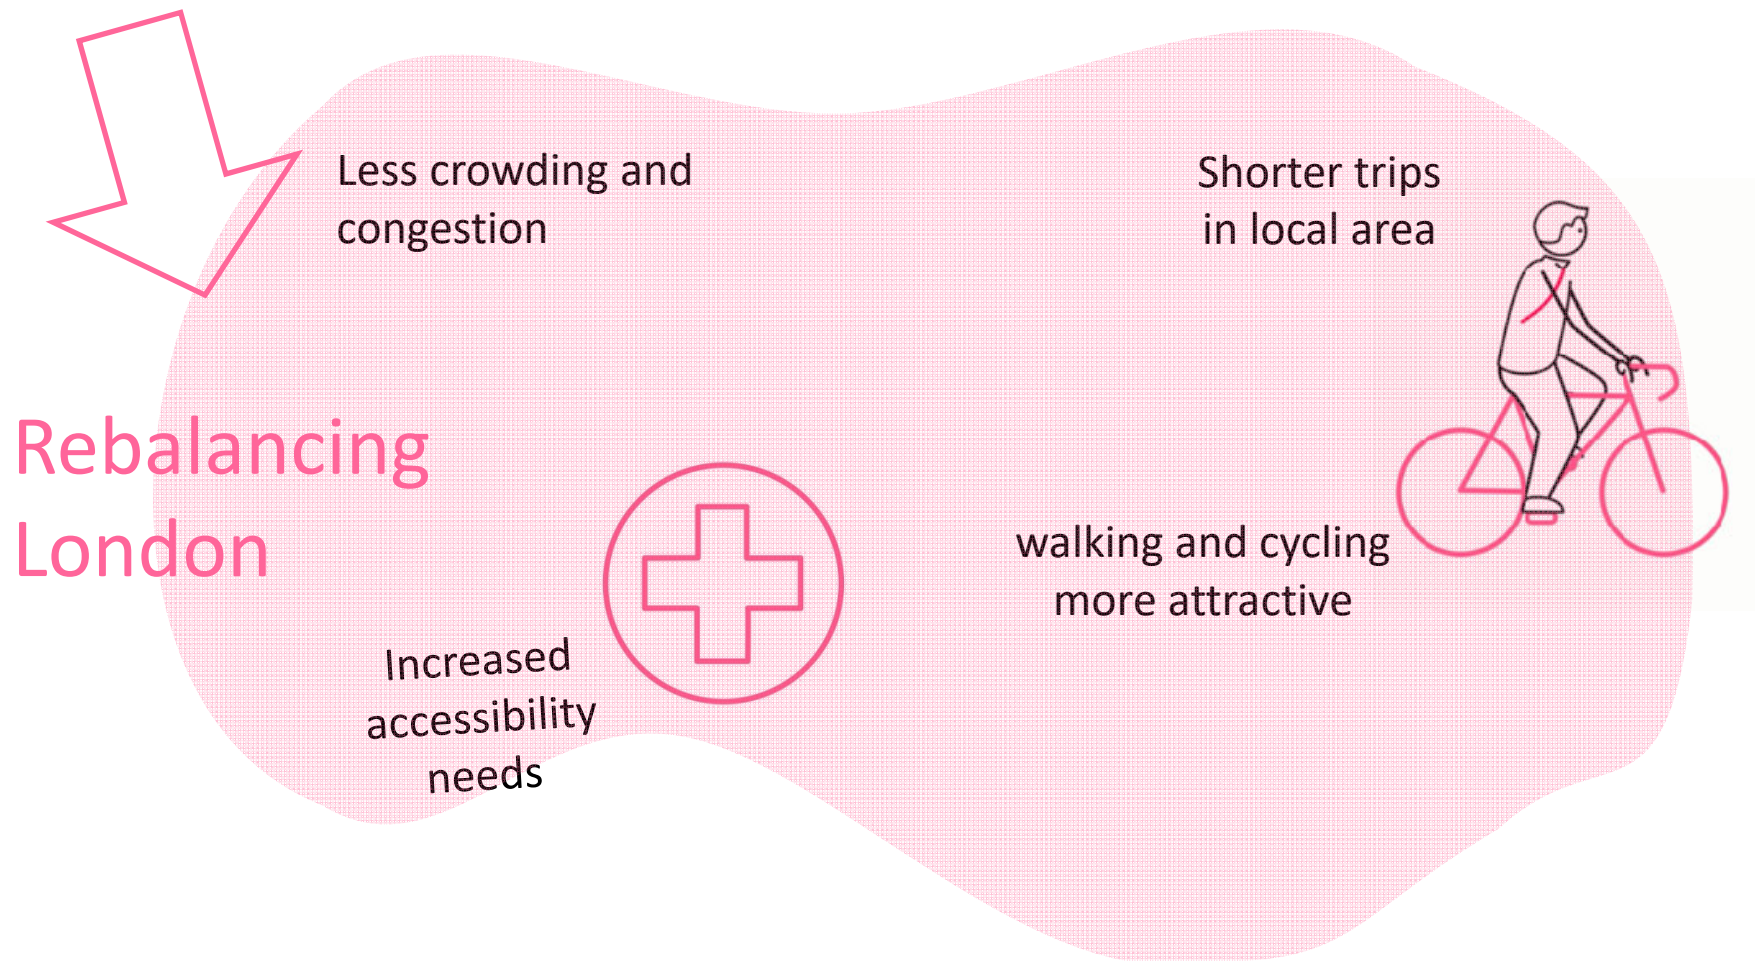 Less crowding and
congestion
Shorter trips
in local area
Rebalancing
London
walking and cycling
more attractive
Increased
accessibility
needs